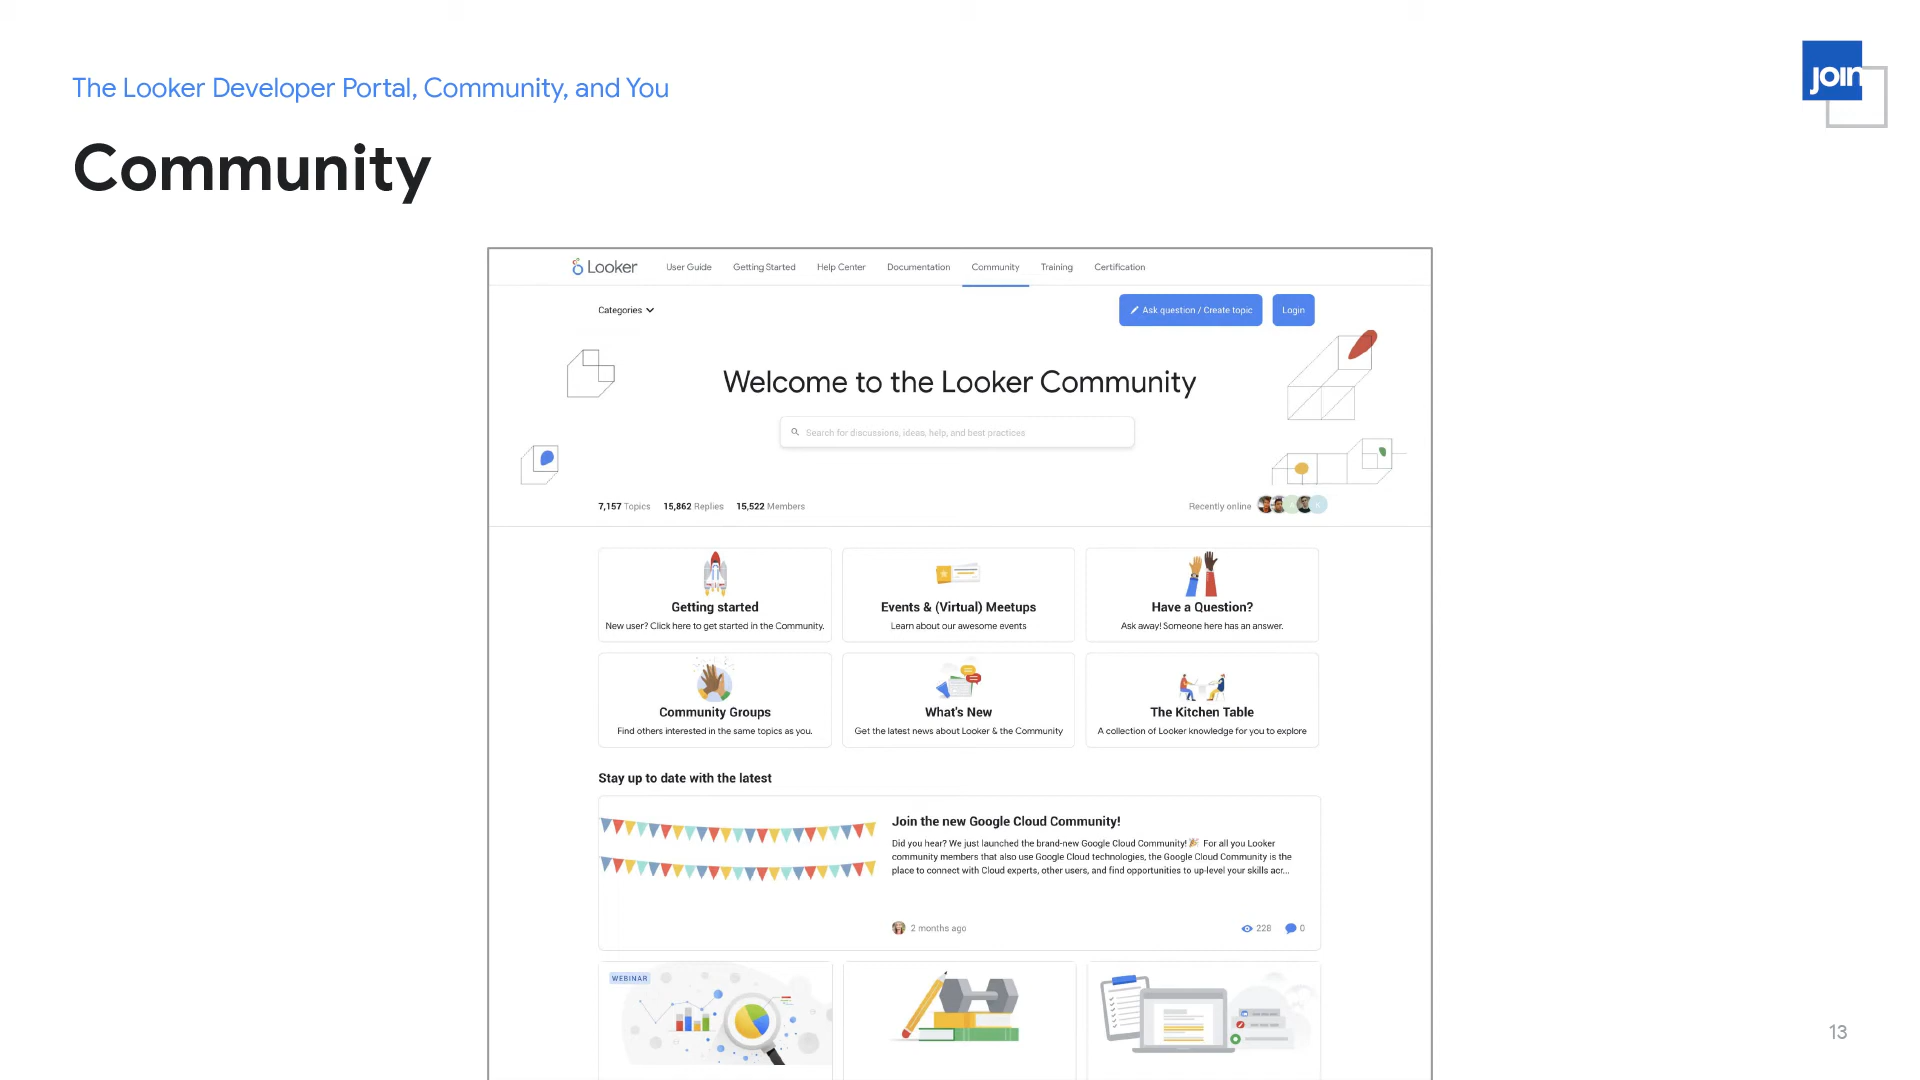 The Looker Developer Portal, Community, and You
join
Community
Looker
User Guide
Getting Started
Help Center
Documentation
Community
Training
Certification
Categories
Ask question / Create topic
Login
Welcome to the Looker Community
Search for discussions, ideas, help, and best practices
7,157 Topics
15,862 Replies
15,522 Members
Recently online
Getting started
New user? Click here to get started in the Community.
Events & (Virtual) Meetups
Learn about our awesome events
Have a Question?
Ask away! Someone here has an answer.
Community Groups
Find others interested in the same topics as you.
What's New
Get the latest news about Looker & the Community
The Kitchen Table
A collection of Looker knowledge for you to explore
Stay up to date with the latest
Join the new Google Cloud Community!
Did you hear? We just launched the brand-new Google Cloud Community!🎉 For all you Looker
community members that also use Google Cloud technologies, the Google Cloud Community is the
place to connect with Cloud experts, other users, and find opportunities to up-level your skills acr...
2 months ago
228
0
WEBINAR
13